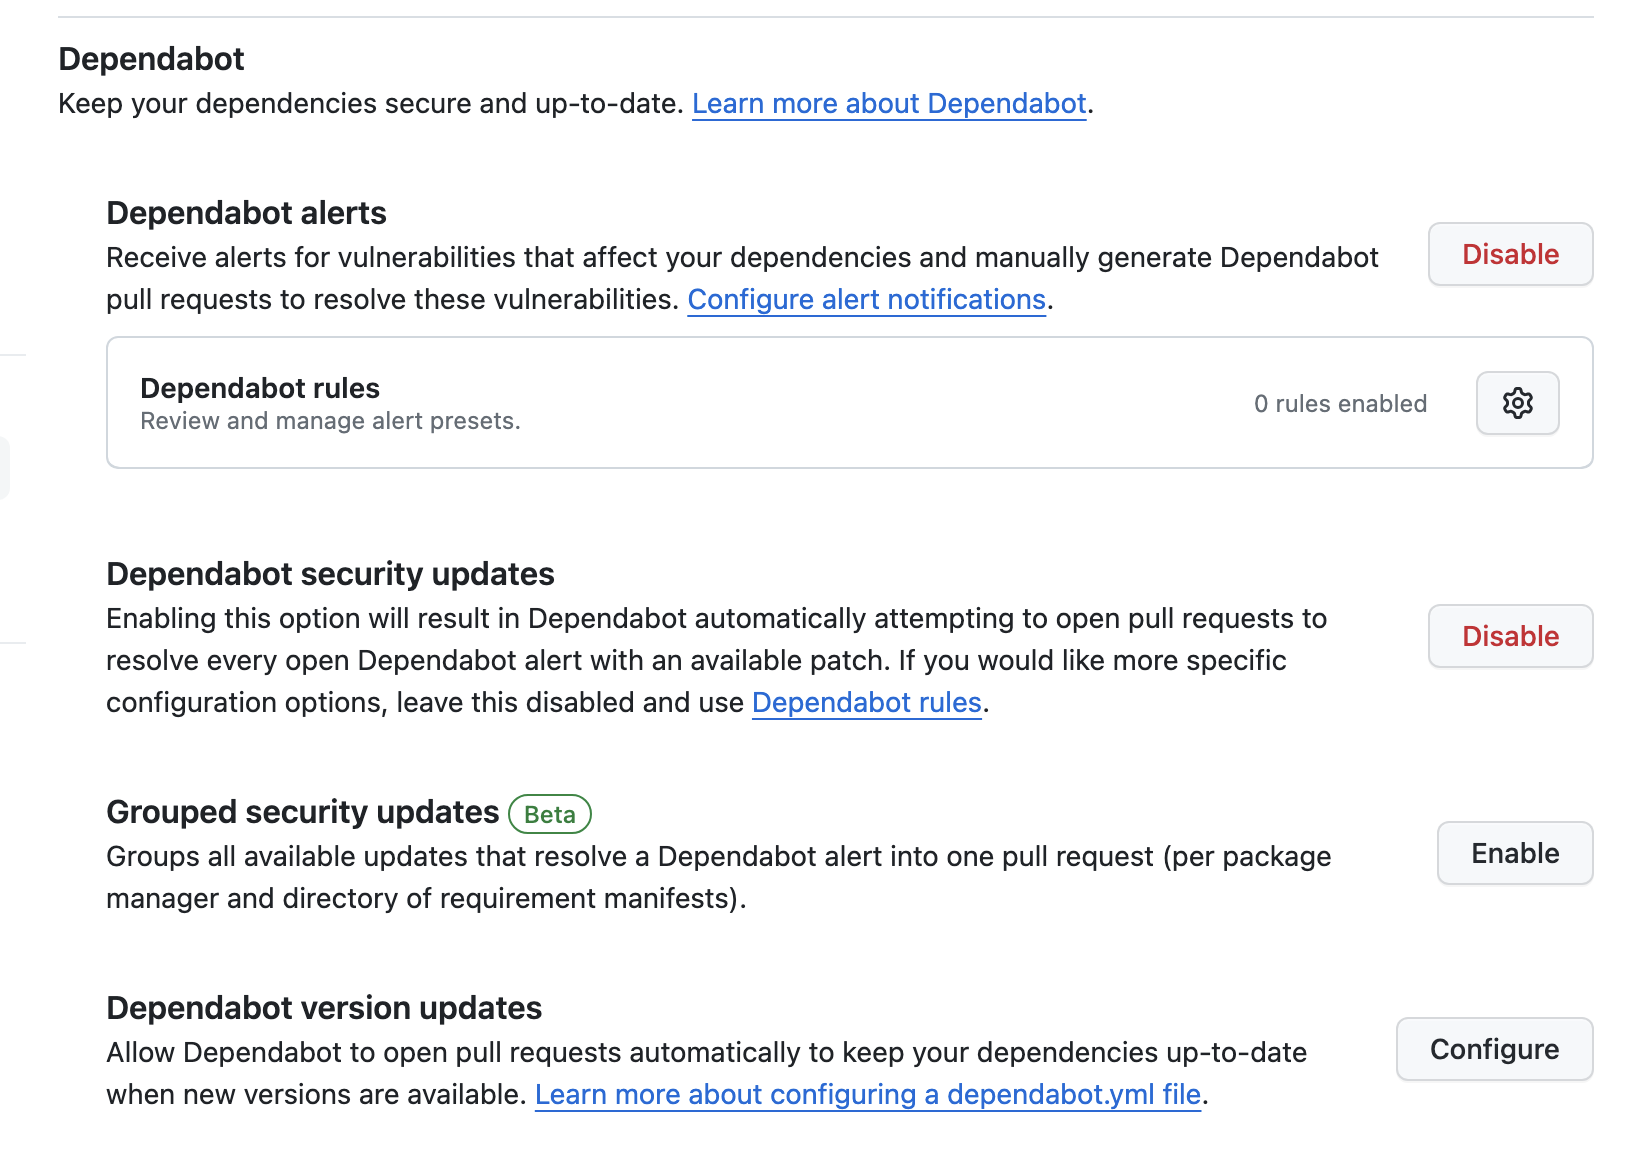 Dependabot
Keep your dependencies secure and up-to-date. Learn more about Dependabot.
Dependabot alerts
Receive alerts for vulnerabilities that affect your dependencies and manually generate Dependabot
pull requests to resolve these vulnerabilities. Configure alert notifications.
Disable
Dependabot rules
Review and manage alert presets.
0 rules enabled
Dependabot security updates
Enabling this option will result in Dependabot automatically attempting to open pull requests to
resolve every open Dependabot alert with an available patch. If you would like more specific
configuration options, leave this disabled and use Dependabot rules.
Disable
Grouped security updates Beta
Groups all available updates that resolve a Dependabot alert into one pull request (per package
manager and directory of requirement manifests).
Enable
Dependabot version updates
Allow Dependabot to open pull requests automatically to keep your dependencies up-to-date
when new versions are available. Learn more about configuring a dependabot.yml file.
Configure